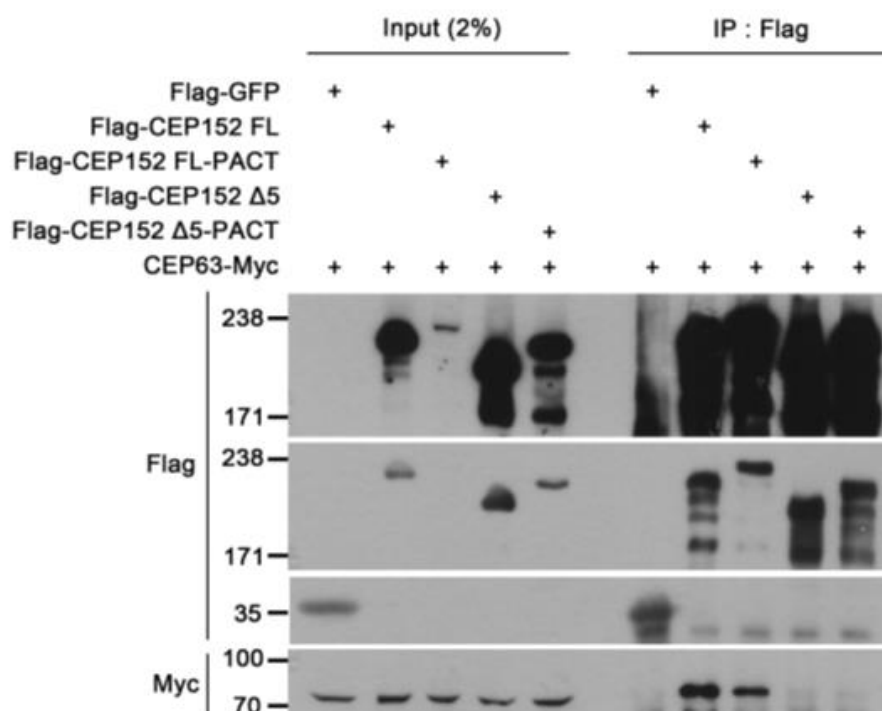 Input (2%) IP : Flag
Flag-GFP + +
Flag-CEP152 FL + +
Flag-CEP152 FL-PACT + +
Flag-CEP152 Δ5 + +
Flag-CEP152 Δ5-PACT + +
CEP63-Myc + + + + + + + + + +
238
171
Flag
238
171
35
Myc
100
70